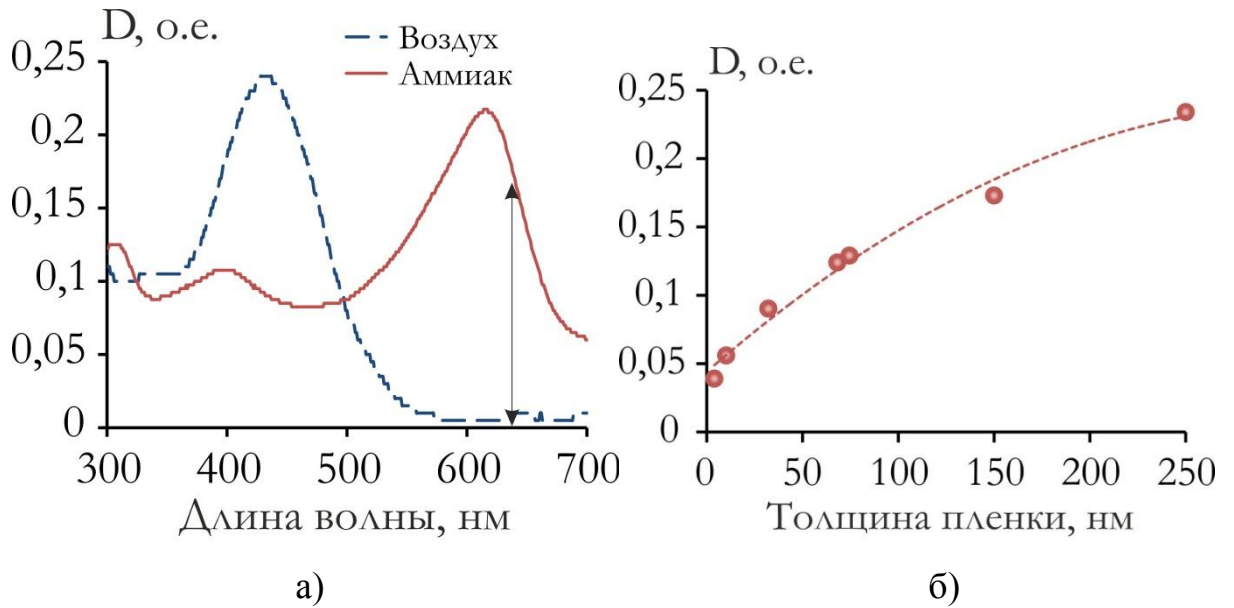 D, о.е.
Воздух
Аммиак
0,25
0,2
0,15
0,1
0,05
0
300 400 500 600 700
Длина волны, нм
а)
D, о.е.
0,25
0,2
0,15
0,1
0,05
0
0 50 100 150 200 250
Толщина пленки, нм
б)